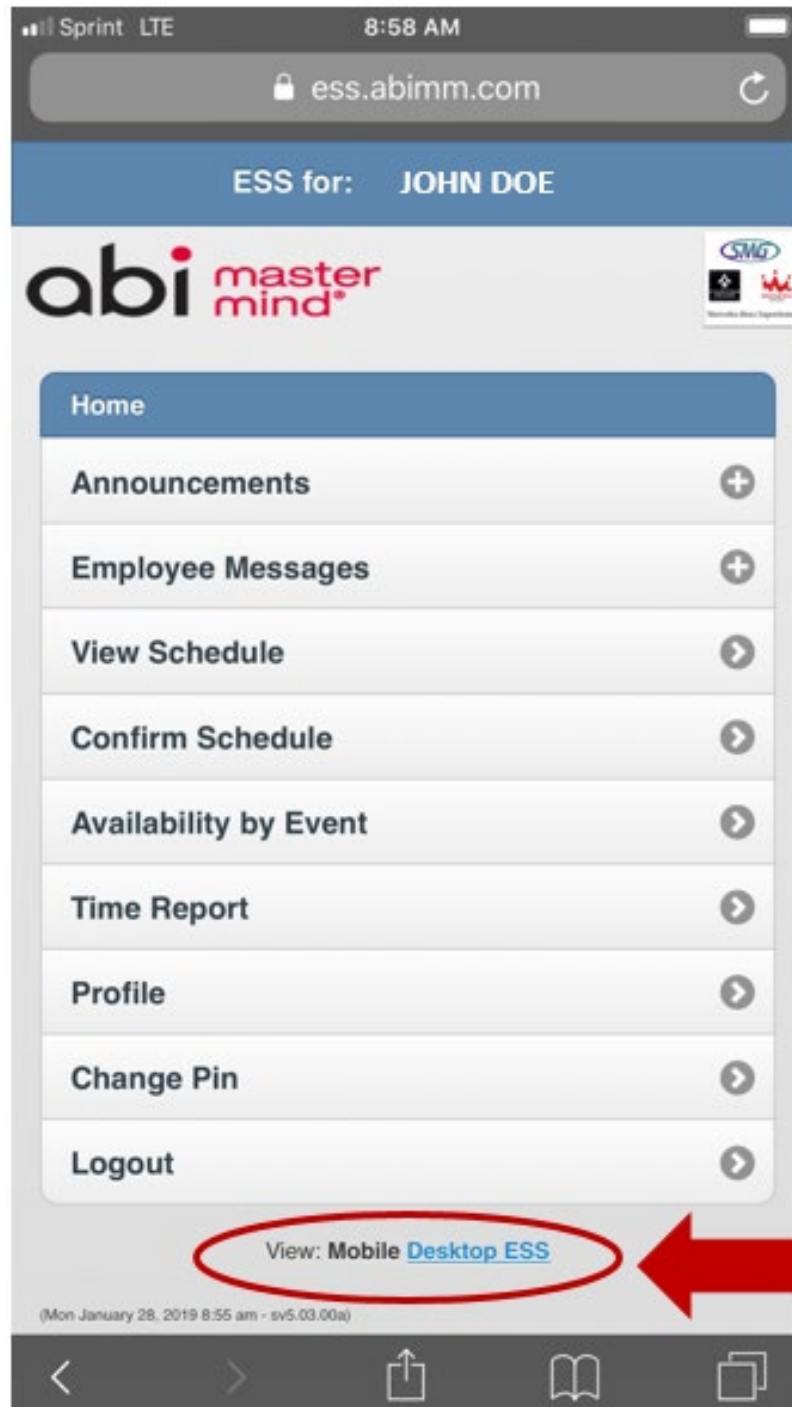 Sprint LTE 8:58 AM
ess.abimm.com
ESS for: JOHN DOE
abi master mind®
SMG
Home
Announcements
Employee Messages
View Schedule
Confirm Schedule
Availability by Event
Time Report
Profile
Change Pin
Logout
View: Mobile Desktop ESS
(Mon January 28, 2019 8:55 am - sv5.03.00a)